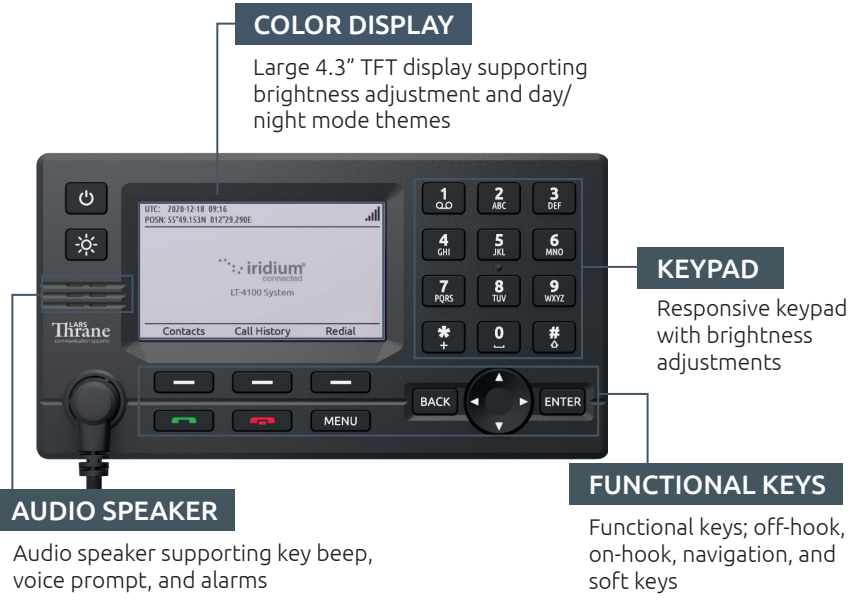 COLOR DISPLAY
Large 4.3” TFT display supporting
brightness adjustment and day/
night mode themes
UTC: 2020-12-18 09:16
POSN: 55°49.153N 012°29.290E
iridium®
connected
LT-4100 System
Contacts Call History Redial
LARS
Thrane
communication systems
1
2 ABC
3 DEF
4 GHI
5 JKL
6 MNO
7 PQRS
8 TUV
9 WXYZ
* +
0
#
BACK
ENTER
MENU
KEYPAD
Responsive keypad
with brightness
adjustments
AUDIO SPEAKER
Audio speaker supporting key beep,
voice prompt, and alarms
FUNCTIONAL KEYS
Functional keys; off-hook,
on-hook, navigation, and
soft keys